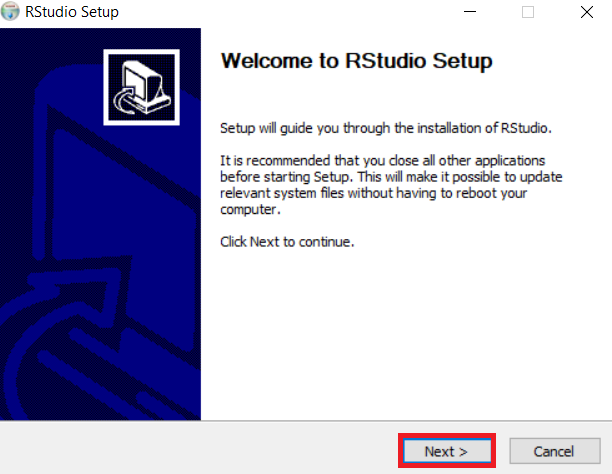 RStudio Setup
Welcome to RStudio Setup
Setup will guide you through the installation of RStudio.
It is recommended that you close all other applications
before starting Setup. This will make it possible to update
relevant system files without having to reboot your
computer.
Click Next to continue.
Next >
Cancel